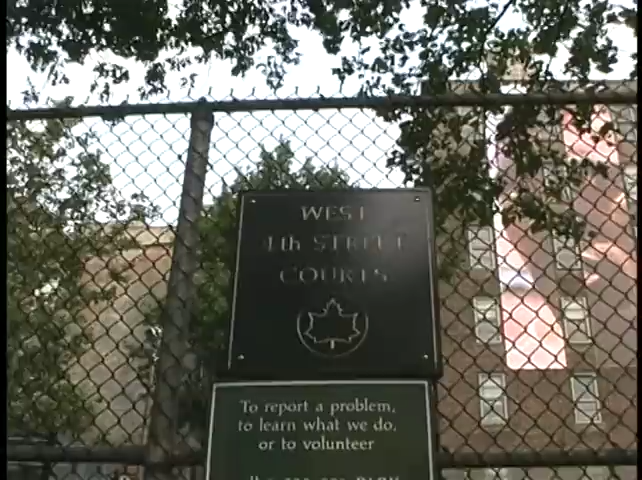 WEST
4th STREET
COURTS
To report a problem,
to learn what we do,
or to volunteer